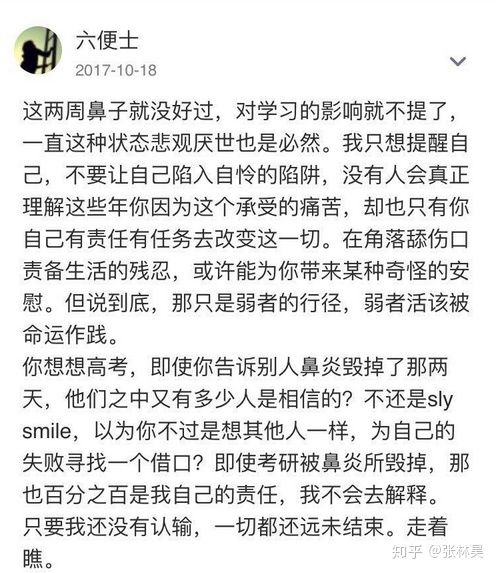 六便士
2017-10-18
这两周鼻子就没好过，对学习的影响就不提了，
一直这种状态悲观厌世也是必然。我只想提醒自
己，不要让自己陷入自怜的陷阱，没有人会真正
理解这些年你因为这个承受的痛苦，却也只有你
自己有责任有任务去改变这一切。在角落舔伤口
责备生活的残忍，或许能为你带来某种奇怪的安
慰。但说到底，那只是弱者的行径，弱者活该被
命运作践。
你想想高考，即使你告诉别人鼻炎毁掉了那两
天，他们之中又有多少人是相信的？不还是sly
smile，以为你不过是想其他人一样，为自己的
失败寻找一个借口？即使考研被鼻炎所毁掉，那
也百分之百是我自己的责任，我不会去解释。
只要我还没有认输，一切都还远未结束。走着
瞧。
知乎 @张林昊